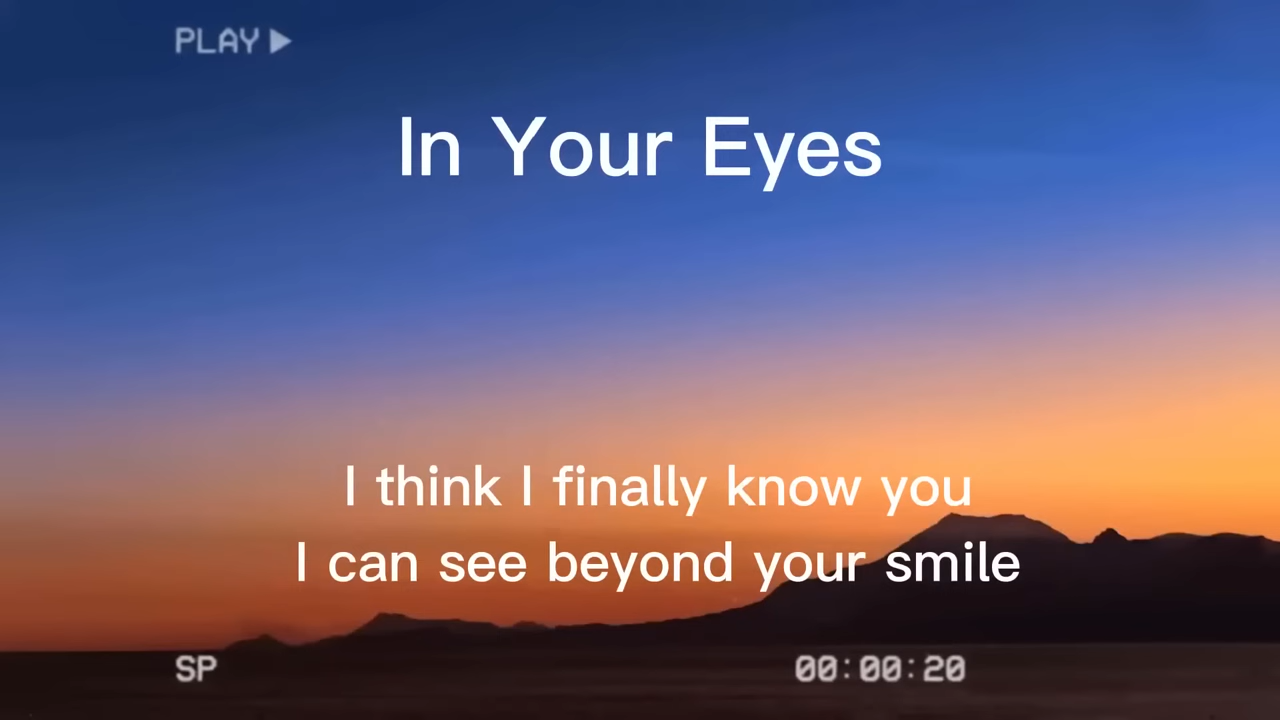 PLAY ▶
In Your Eyes
I think I finally know you
I can see beyond your smile
SP
00:00:20